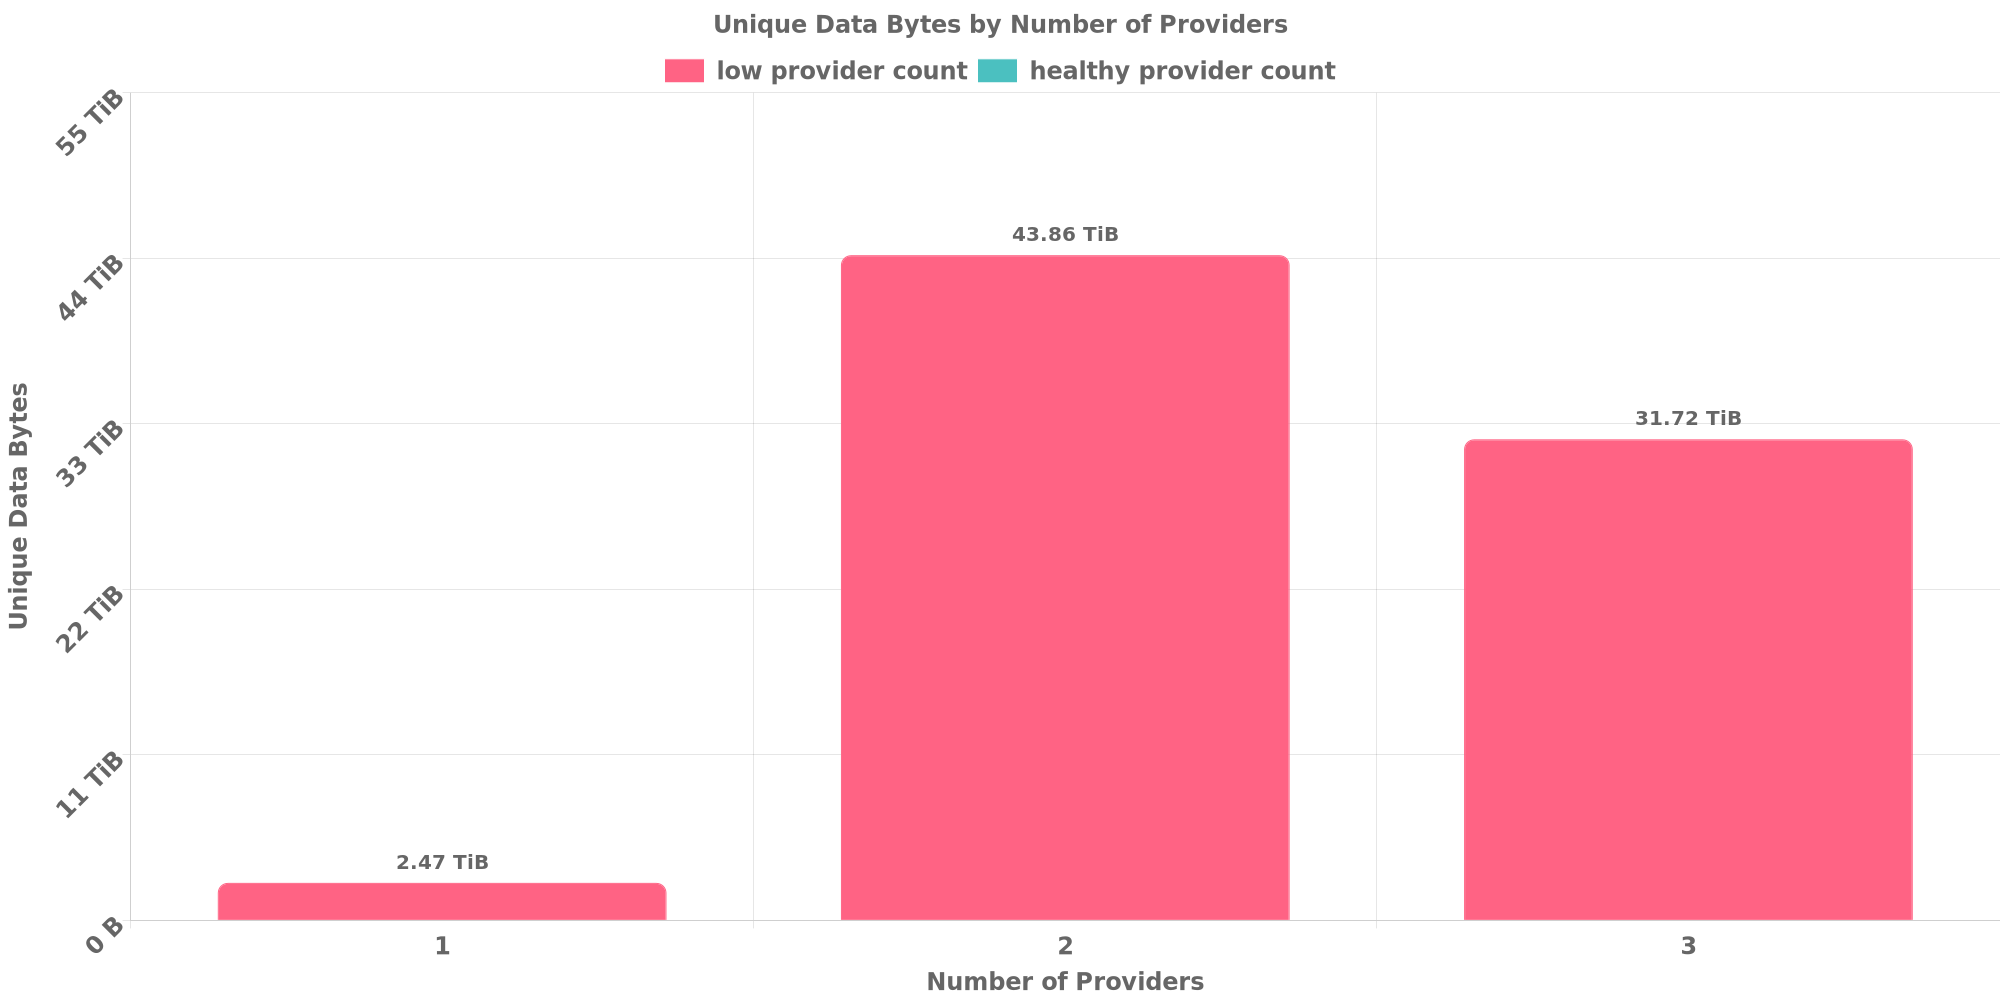 Unique Data Bytes by Number of Providers
low provider count healthy provider count
55 TiB
44 TiB
33 TiB
22 TiB
11 TiB
0 B
Unique Data Bytes
2.47 TiB
43.86 TiB
31.72 TiB
1 2 3
Number of Providers